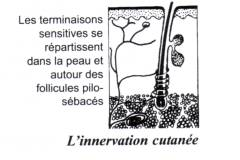 Les terminaisons
sensitives se
répartissent
dans la peau et
autour des
follicules pilo-
sébacés
L'innervation cutanée